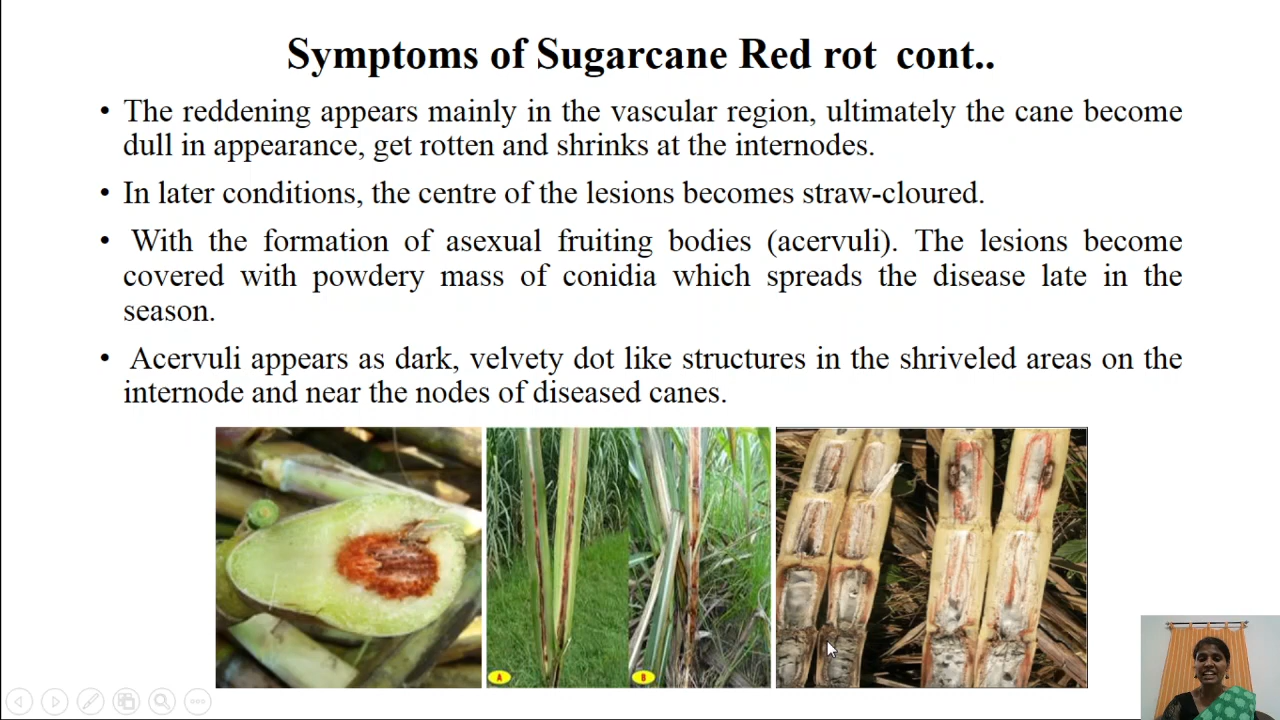 Symptoms of Sugarcane Red rot cont..
• The reddening appears mainly in the vascular region, ultimately the cane become
dull in appearance, get rotten and shrinks at the internodes.
• In later conditions, the centre of the lesions becomes straw-cloured.
• With the formation of asexual fruiting bodies (acervuli). The lesions become
covered with powdery mass of conidia which spreads the disease late in the
season.
• Acervuli appears as dark, velvety dot like structures in the shriveled areas on the
internode and near the nodes of diseased canes.
A
B